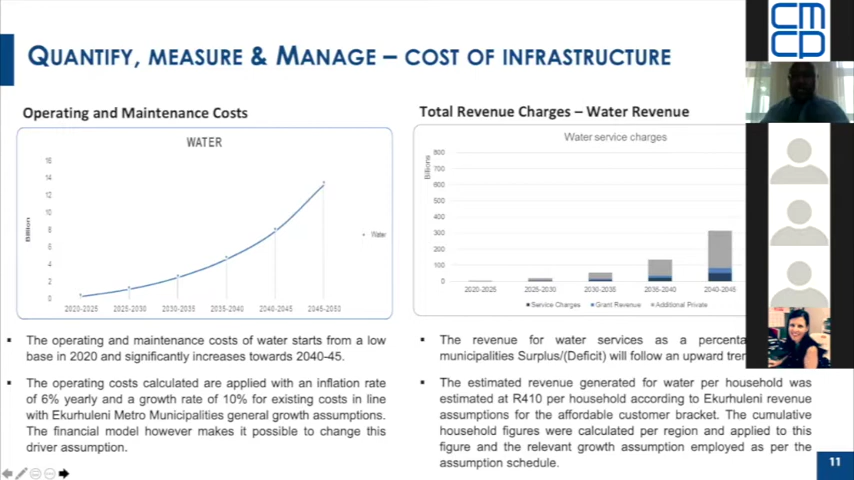 QUANTIFY, MEASURE & MANAGE – COST OF INFRASTRUCTURE
Operating and Maintenance Costs
WATER
Billion
16
14
12
10
8
6
4
2
0
2020-2025
2025-2030
2030-2035
2035-2040
2040-2045
2045-2050
Water
The operating and maintenance costs of water starts from a low
base in 2020 and significantly increases towards 2040-45.
The operating costs calculated are applied with an inflation rate
of 6% yearly and a growth rate of 10% for existing costs in line
with Ekurhuleni Metro Municipalities general growth assumptions.
The financial model however makes it possible to change this
driver assumption.
Total Revenue Charges – Water Revenue
Water service charges
Billions
800
700
600
500
400
300
200
100
0
2020-2025
2025-2030
2030-2035
2035-2040
2040-2045
Service Charges
Grant Revenue
Additional Private
The revenue for water services as a percenta
municipalities Surplus/(Deficit) will follow an upward tren
The estimated revenue generated for water per household was
estimated at R410 per household according to Ekurhuleni revenue
assumptions for the affordable customer bracket. The cumulative
household figures were calculated per region and applied to this
figure and the relevant growth assumption employed as per the
assumption schedule.
cmcp
11